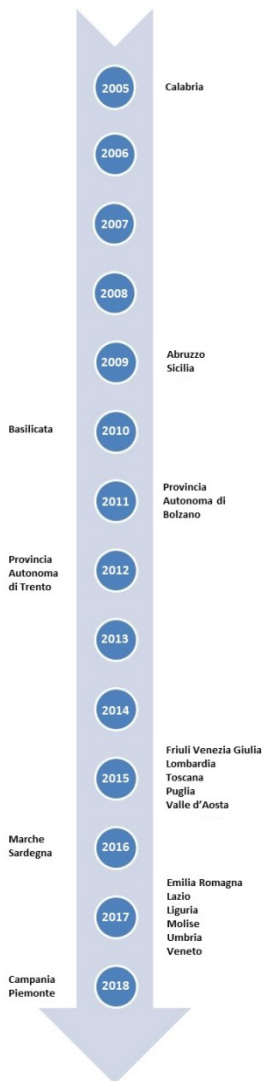 2005
Calabria
2006
2007
2008
2009
Abruzzo
Sicilia
Basilicata
2010
2011
Provincia
Autonoma di
Bolzano
Provincia
Autonoma
di Trento
2012
2013
2014
2015
Friuli Venezia Giulia
Lombardia
Toscana
Puglia
Valle d'Aosta
Marche
Sardegna
2016
2017
Emilia Romagna
Lazio
Liguria
Molise
Umbria
Veneto
Campania
Piemonte
2018